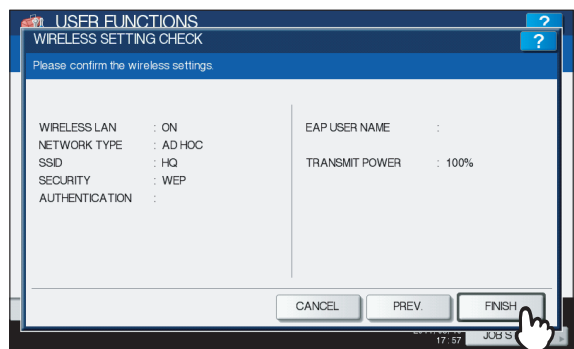 USER FUNCTIONS
?
WIRELESS SETTING CHECK
?
Please confirm the wireless settings.
WIRELESS LAN : ON
NETWORK TYPE : AD HOC
SSID : HQ
SECURITY : WEP
AUTHENTICATION :
EAP USER NAME :
TRANSMIT POWER : 100%
CANCEL
PREV.
FINISH
17:57
JOB S